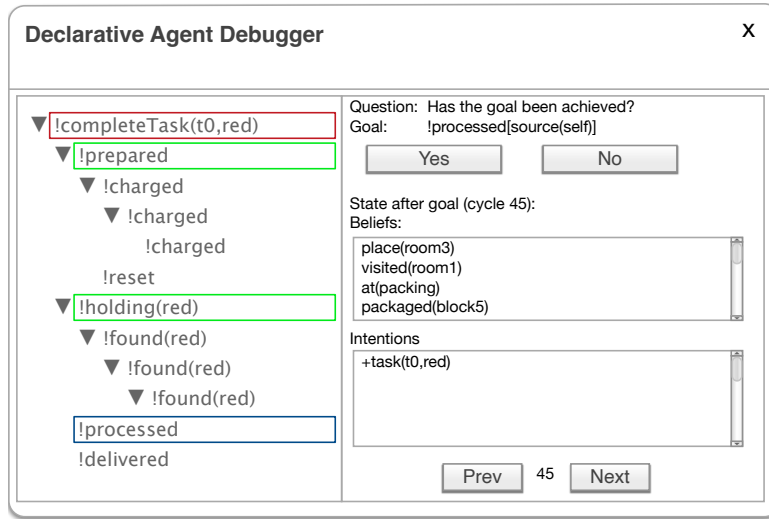 Declarative Agent Debugger
x
▼ !completeTask(t0,red)
▼ !prepared
▼ !charged
▼ !charged
!charged
!reset
▼ !holding(red)
▼ !found(red)
▼ !found(red)
▼ !found(red)
!processed
!delivered
Question: Has the goal been achieved?
Goal: !processed[source(self)]
Yes No
State after goal (cycle 45):
Beliefs:
place(room3)
visited(room1)
at(packing)
packaged(block5)
Intentions
+task(t0,red)
Prev 45 Next